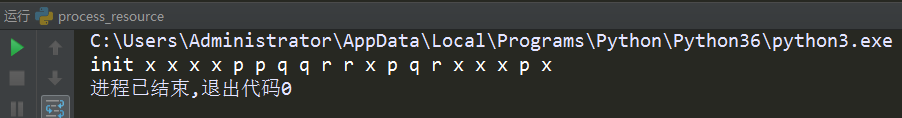 运行 process_resource
C:\Users\Administrator\AppData\Local\Programs\Python\Python36\python3.exe
init x x x x p p q q r r x p q r x x x p x
进程已结束,退出代码0